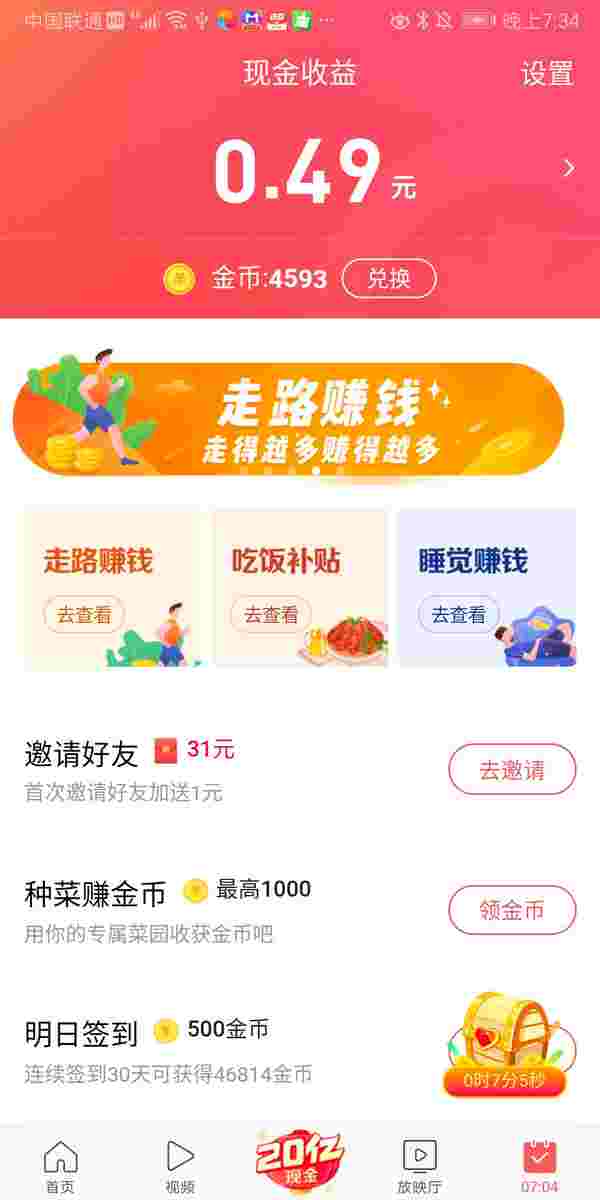 中国联通 HD 4G 晚上7:34
现金收益 设置
0.49元
金币:4593 兑换
走路赚钱
走得越多赚得越多
走路赚钱 吃饭补贴 睡觉赚钱
去查看 去查看 去查看
邀请好友 31元
首次邀请好友加送1元
去邀请
种菜赚金币 最高1000
用你的专属菜园收获金币吧
领金币
明日签到 500金币
连续签到30天可获得46814金币
0时7分5秒
20亿
现金
首页 视频 放映厅 07:04